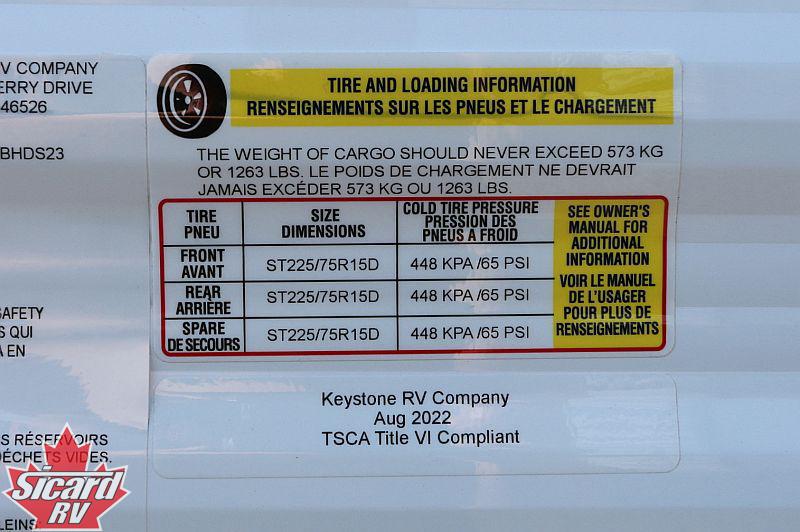 V COMPANY
ERRY DRIVE
46526
BHDS23
AFETY
S QUI
A EN
S RÉSERVOIRS
DÉCHETS VIDES.
LEINS:
TIRE AND LOADING INFORMATION
RENSEIGNEMENTS SUR LES PNEUS ET LE CHARGEMENT
THE WEIGHT OF CARGO SHOULD NEVER EXCEED 573 KG
OR 1263 LBS. LE POIDS DE CHARGEMENT NE DEVRAIT
JAMAIS EXCÉDER 573 KG OU 1263 LBS.
TIRE
PNEU
SIZE
DIMENSIONS
COLD TIRE PRESSURE
PRESSION DES
PNEUS A FROID
FRONT
AVANT
ST225/75R15D
448 KPA /65 PSI
REAR
ARRIÈRE
ST225/75R15D
448 KPA /65 PSI
SPARE
DE SECOURS
ST225/75R15D
448 KPA /65 PSI
SEE OWNER'S
MANUAL FOR
ADDITIONAL
INFORMATION
VOIR LE MANUEL
DE L'USAGER
POUR PLUS DE
RENSEIGNEMENTS
Keystone RV Company
Aug 2022
TSCA Title VI Compliant
Sicard
RV